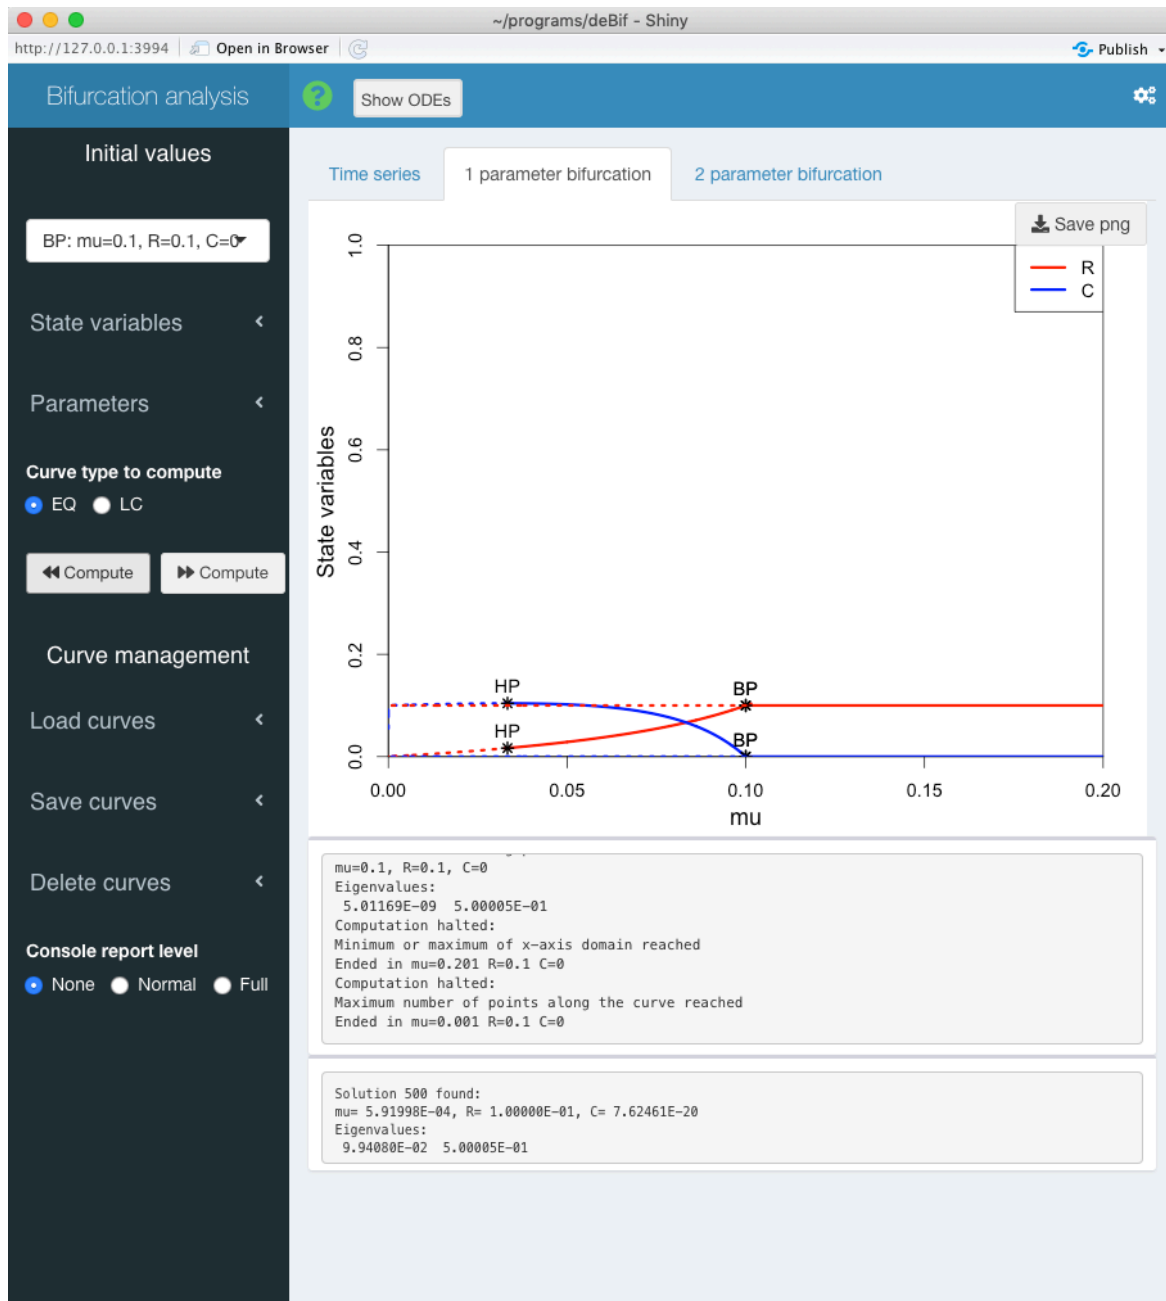 ~/programs/deBif - Shiny
http://127.0.0.1:3994 Open in Browser Publish
Bifurcation analysis
? Show ODEs
Initial values
BP: mu=0.1, R=0.1, C=0
State variables
Parameters
Curve type to compute
EQ LC
Compute Compute
Curve management
Load curves
Save curves
Delete curves
Console report level
None Normal Full
Time series 1 parameter bifurcation 2 parameter bifurcation
Save png
R
C
State variables
1.0
0.8
0.6
0.4
0.2
0.0
HP
BP
HP
BP
0.00 0.05 0.10 0.15 0.20
mu
mu=0.1, R=0.1, C=0
Eigenvalues:
5.01169E-09 5.00005E-01
Computation halted:
Minimum or maximum of x-axis domain reached
Ended in mu=0.201 R=0.1 C=0
Computation halted:
Maximum number of points along the curve reached
Ended in mu=0.001 R=0.1 C=0
Solution 500 found:
mu= 5.91998E-04, R= 1.00000E-01, C= 7.62461E-20
Eigenvalues:
9.94080E-02 5.00005E-01